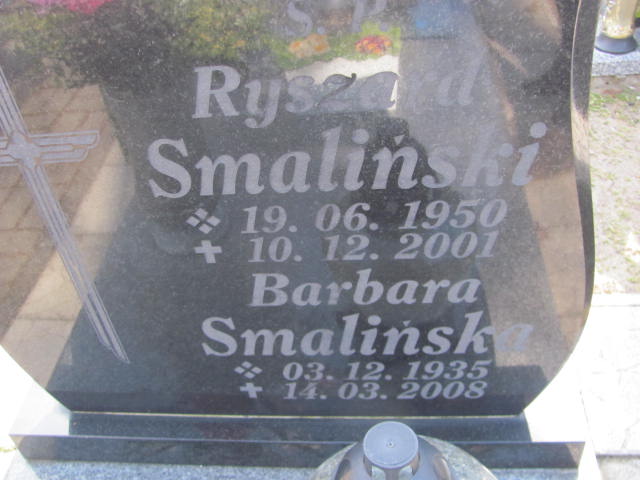 Ś. P.
Ryszard
Smaliński
19. 06. 1950
✝ 10. 12. 2001
Barbara
Smalińska
03. 12. 1935
✝ 14. 03. 2008